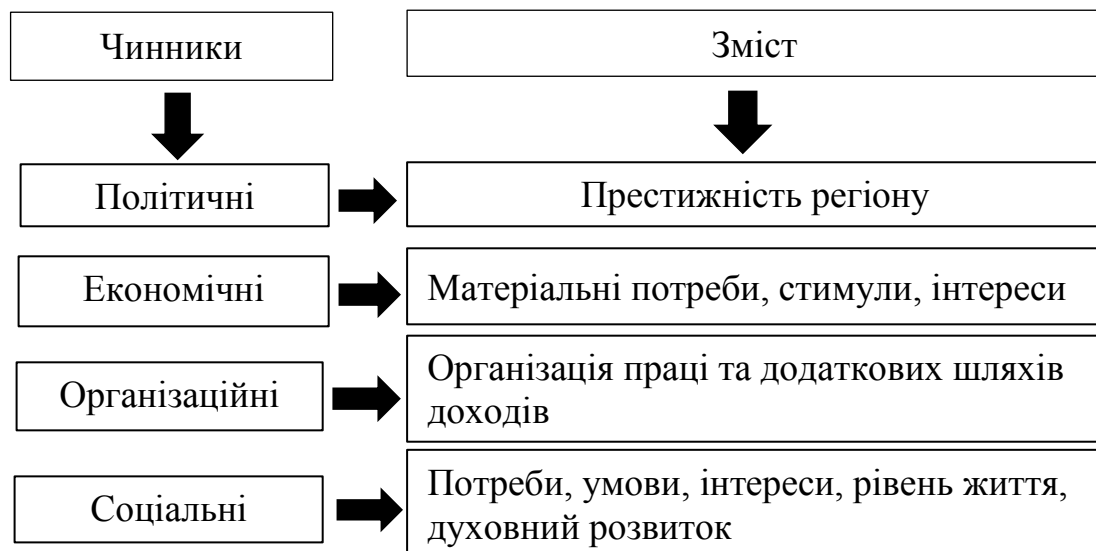 Чинники
Зміст
Політичні
Престижність регіону
Економічні
Матеріальні потреби, стимули, інтереси
Організаційні
Організація праці та додаткових шляхів
доходів
Соціальні
Потреби, умови, інтереси, рівень життя,
духовний розвиток